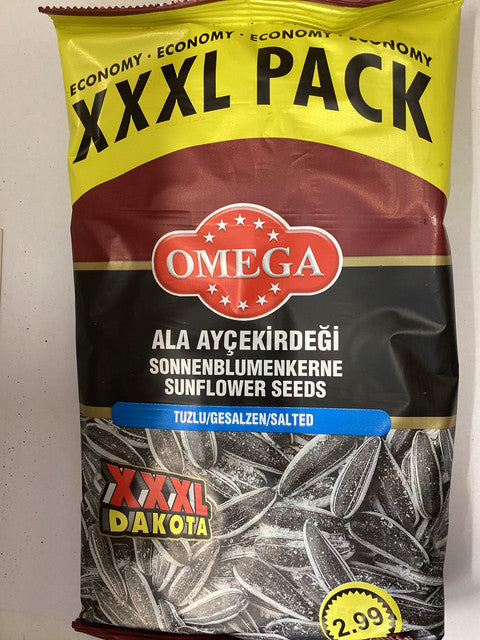 ECONOMY · ECONOMY · ECONOMY · ECONOMY
XXXL PACK
OMEGA
ALA AYÇEKİRDEĞİ
SONNENBLUMENKERNE
SUNFLOWER SEEDS
TUZLU/GESALZEN/SALTED
XXXL
DAKOTA
2.99